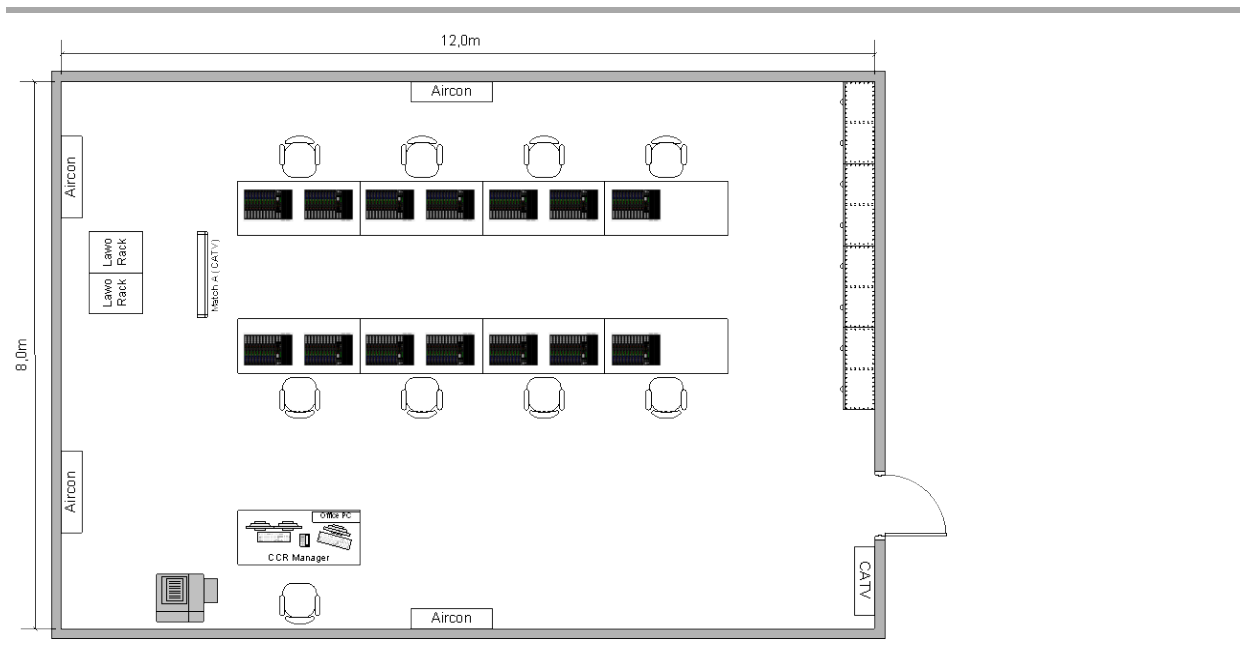 12,0m
Aircon
Aircon
Lawo
Rack
Lawo
Rack
Match A (CATV)
8,0m
Aircon
Office PC
CCR Manager
CATV
Aircon